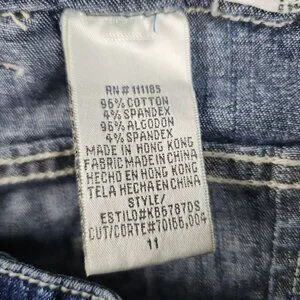 RN# 111185
96% COTTON
4% SPANDEX
96% ALGODON
4% SPANDEX
MADE IN HONG KONG
FABRIC MADE IN CHINA
HECHO EN HONG KONG
TELA HECHA EN CHINA
STYLE/
ESTILO#KB6787DS
CUT/CORTE#70166,004
11